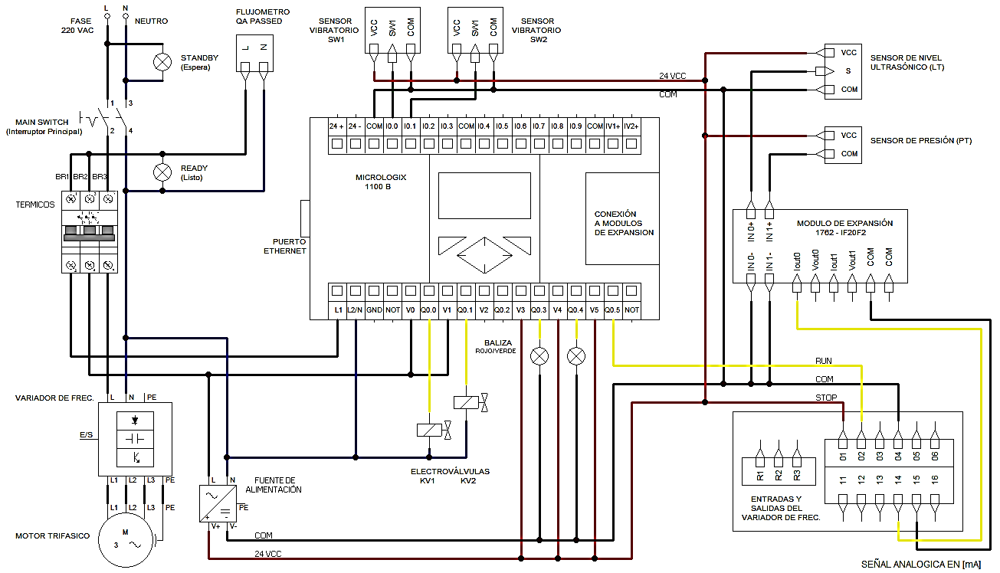 L N
FASE
220 VAC
NEUTRO
STANDBY
(Espera)
FLUJOMETRO
QA PASSED
L N
SENSOR
VIBRATORIO
SW1
VCC SW1 COM
VCC SW1 COM
SENSOR
VIBRATORIO
SW2
24 VCC
COM
VCC
S
COM
SENSOR DE NIVEL
ULTRASÓNICO (LT)
VCC
COM
SENSOR DE PRESIÓN (PT)
1 3
MAIN SWITCH
(Interruptor Principal)
2 4
READY
(Listo)
BR1 BR2 BR3
TERMICOS
24 + 24 - COM I0.0 I0.1 I0.2 I0.3 COM I0.4 I0.5 I0.6 I0.7 I0.8 I0.9 COM IV1+ IV2+
MICROLOGIX
1100 B
PUERTO
ETHERNET
CONEXIÓN
A MODULOS
DE EXPANSION
L1 L2/N GND NOT V0 Q0.0 V1 Q0.1 V2 Q0.2 V3 Q0.3 V4 Q0.4 V5 Q0.5 NOT
IN 0+ IN 1+
MODULO DE EXPANSIÓN
1762 - IF20F2
IN 0- IN 1- Iout0 Vout0 Iout1 Vout1 COM COM
BALIZA
ROJO/VERDE
RUN
COM
STOP
VARIADOR DE FREC.
L N PE
E/S
L1 L2 L3 PE
L1 L2 L3 PE
MOTOR TRIFASICO
M
3
ELECTROVÁLVULAS
KV1 KV2
FUENTE DE
ALIMENTACIÓN
L N
PE
+ -
V+ V-
COM
24 VCC
01 02 03 04 05 06
R1 R2 R3
11 12 13 14 15 16
ENTRADAS Y
SALIDAS DEL
VARIADOR DE FREC.
SEÑAL ANALOGICA EN [mA]